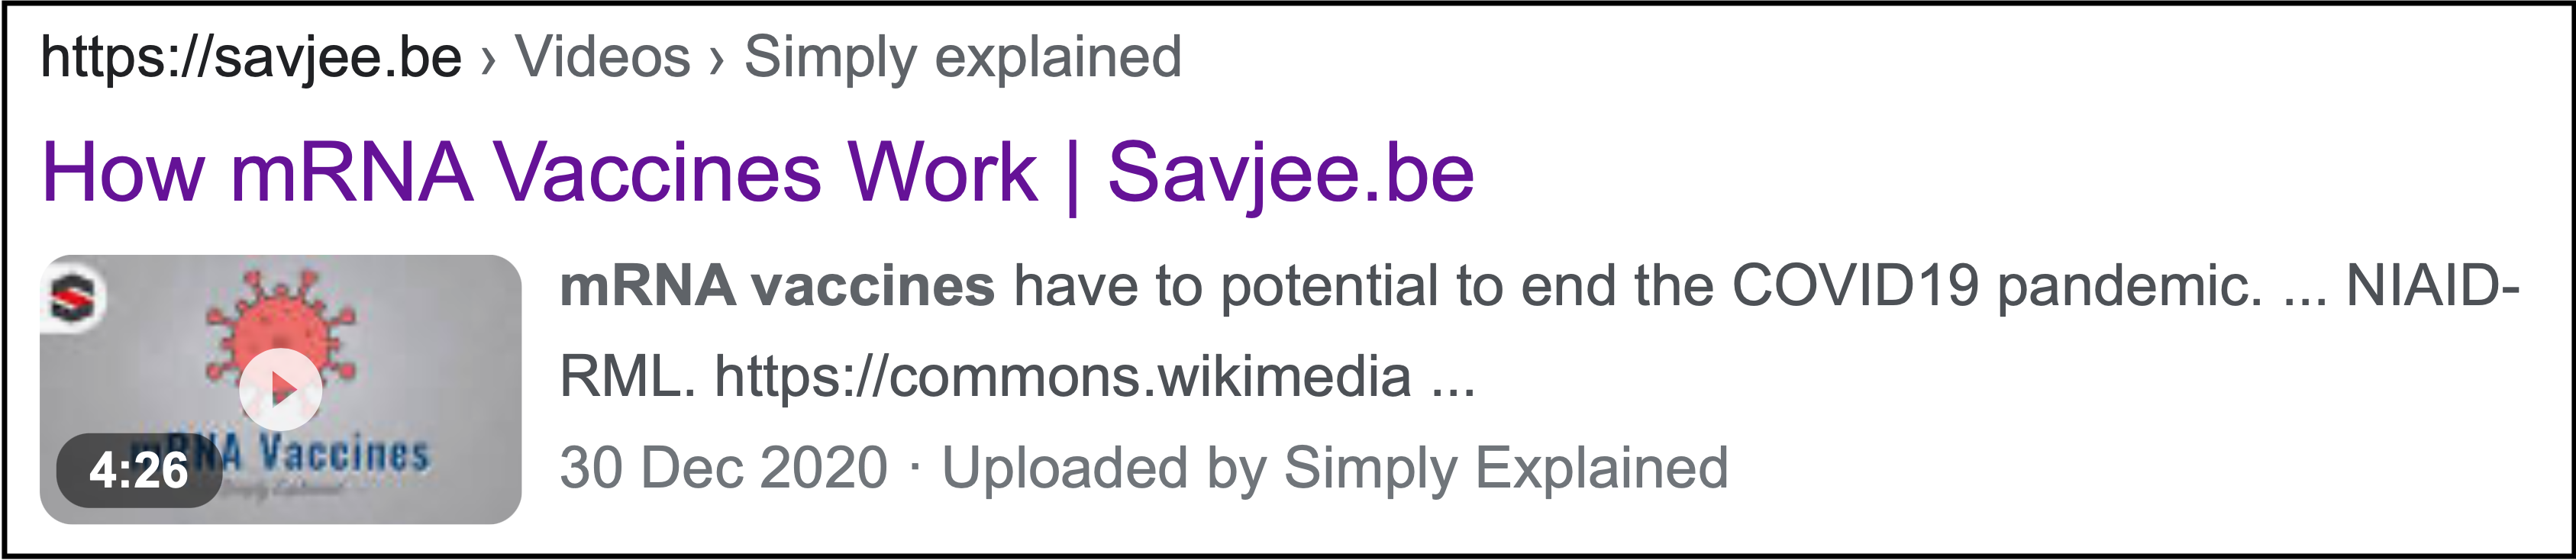 https://savjee.be › Videos › Simply explained
How mRNA Vaccines Work | Savjee.be
mRNA vaccines have to potential to end the COVID19 pandemic. ... NIAID-
RML. https://commons.wikimedia ...
30 Dec 2020 · Uploaded by Simply Explained
mRNA Vaccines
Simply Explained
4:26